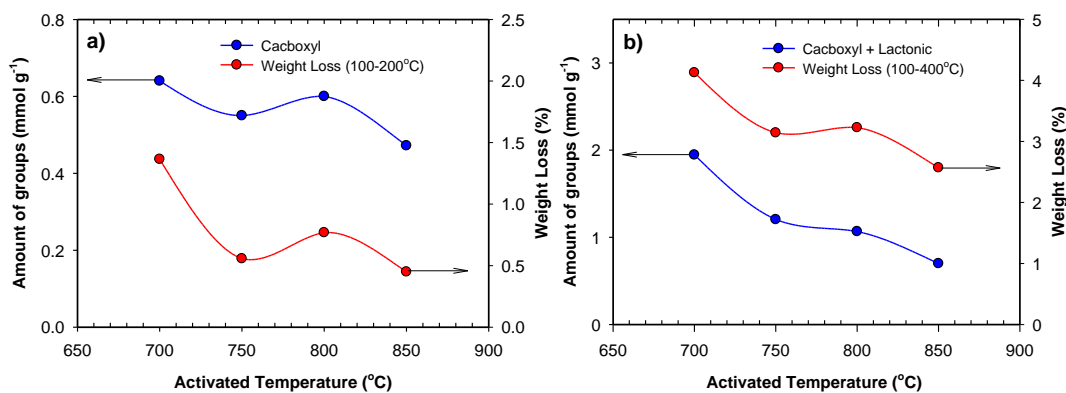 a)
Cacboxyl
Weight Loss (100-200°C)
Amount of groups (mmol g⁻¹)
0.8
0.6
0.4
0.2
0.0
2.5
2.0
1.5
1.0
0.5
0.0
Weight Loss (%)
650 700 750 800 850 900
Activated Temperature (°C)
b)
Cacboxyl + Lactonic
Weight Loss (100-400°C)
Amount of groups (mmol g⁻¹)
3
2
1
0
5
4
3
2
1
0
Weight Loss (%)
650 700 750 800 850 900
Activated Temperature (°C)